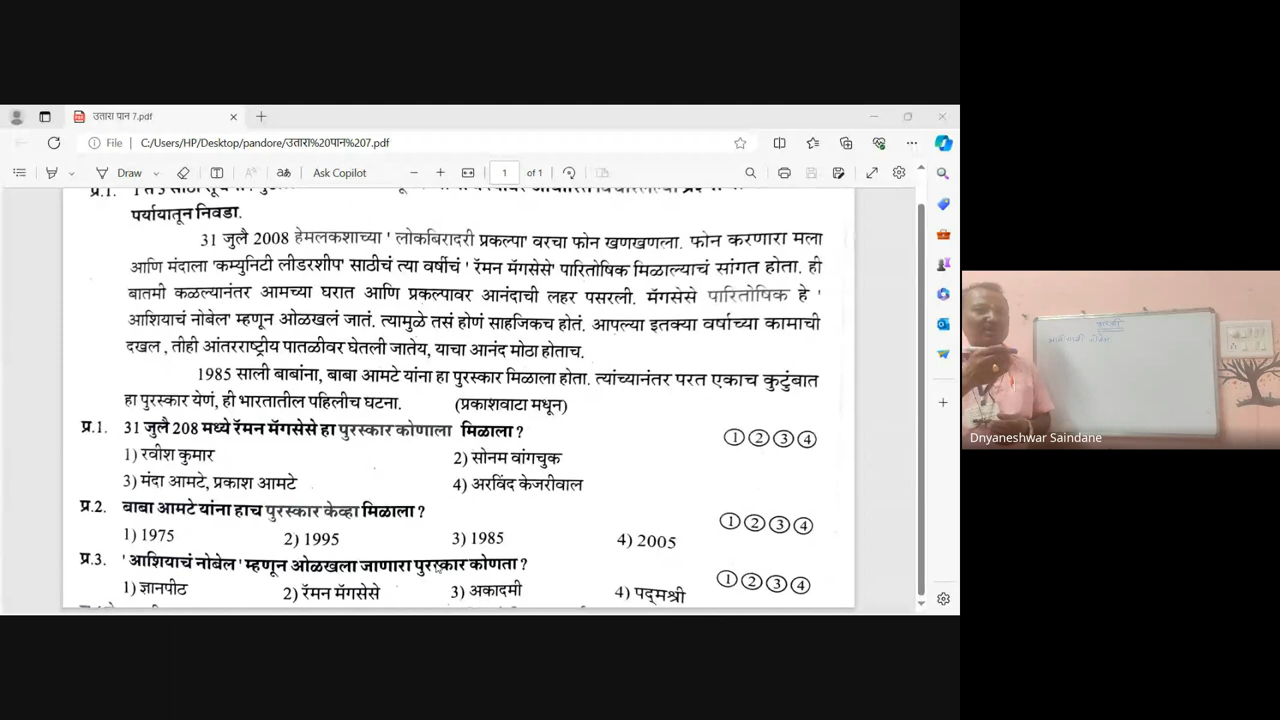 उतारा पान 7.pdf
File C:/Users/HP/Desktop/pandore/उतारा%20पान%207.pdf
Draw Ask Copilot 1 of 1
प्र.1. 1 ते 3 साठी
पर्यायातून निवडा.
31 जुलै 2008 हेमलकशाच्या ' लोकबिरादरी प्रकल्पा' वरचा फोन खणखणला. फोन करणारा मला
आणि मंदाला 'कम्युनिटी लीडरशीप' साठीचं त्या वर्षीचं ' रॅमन मॅगसेसे' पारितोषिक मिळाल्याचं सांगत होता. ही
बातमी कळल्यानंतर आमच्या घरात आणि प्रकल्पावर आनंदाची लहर पसरली. मॅगसेसे पारितोषिक हे '
आशियाचं नोबेल' म्हणून ओळखलं जातं. त्यामुळे तसं होणं साहजिकच होतं. आपल्या इतक्या वर्षाच्या कामाची
दखल , तीही आंतरराष्ट्रीय पातळीवर घेतली जातेय, याचा आनद मोठा होताच.
1985 साली बाबांना, बाबा आमटे यांना हा पुरस्कार मिळाला होता. त्यांच्यानंतर परत एकाच कुटुंबात
हा पुरस्कार येणं, ही भारतातील पहिलीच घटना. (प्रकाशवाटा मधून)
प्र.1. 31 जुलै 208 मध्ये रॅमन मॅगसेसे हा पुरस्कार कोणाला मिळाला ? ① ② ③ ④
1) रवीश कुमार 2) सोनम वांगचुक
3) मंदा आमटे, प्रकाश आमटे 4) अरविंद केजरीवाल
प्र.2. बाबा आमटे यांना हाच पुरस्कार केव्हा मिळाला ? ① ② ③ ④
1) 1975 2) 1995 3) 1985 4) 2005
प्र.3. ' आशियाचं नोबेल ' म्हणून ओळखला जाणारा पुरस्कार कोणता ? ① ② ③ ④
1) ज्ञानपीठ 2) रॅमन मॅगसेसे 3) अकादमी 4) पद्मश्री
Dnyaneshwar Saindane